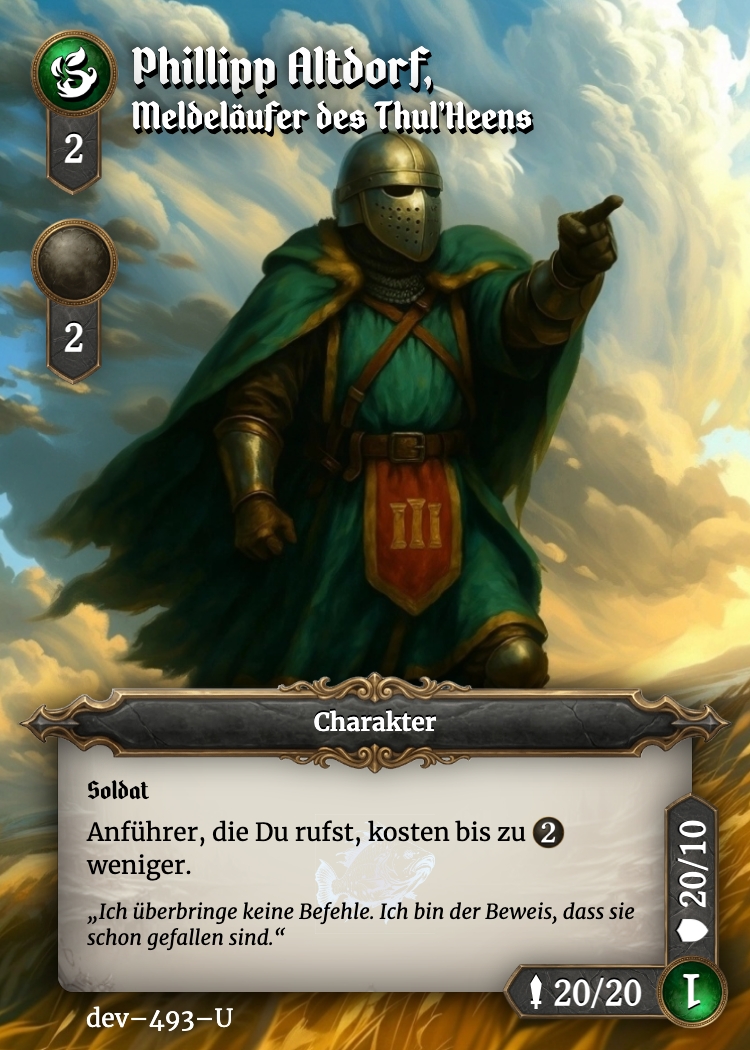 Phillipp Altdorf,
Meldeläufer des Thul'Heens
2
2
Charakter
Soldat
Anführer, die Du rufst, kosten bis zu 2
weniger.
„Ich überbringe keine Befehle. Ich bin der Beweis, dass sie
schon gefallen sind.“
20/10
20/20
1
dev–493–U